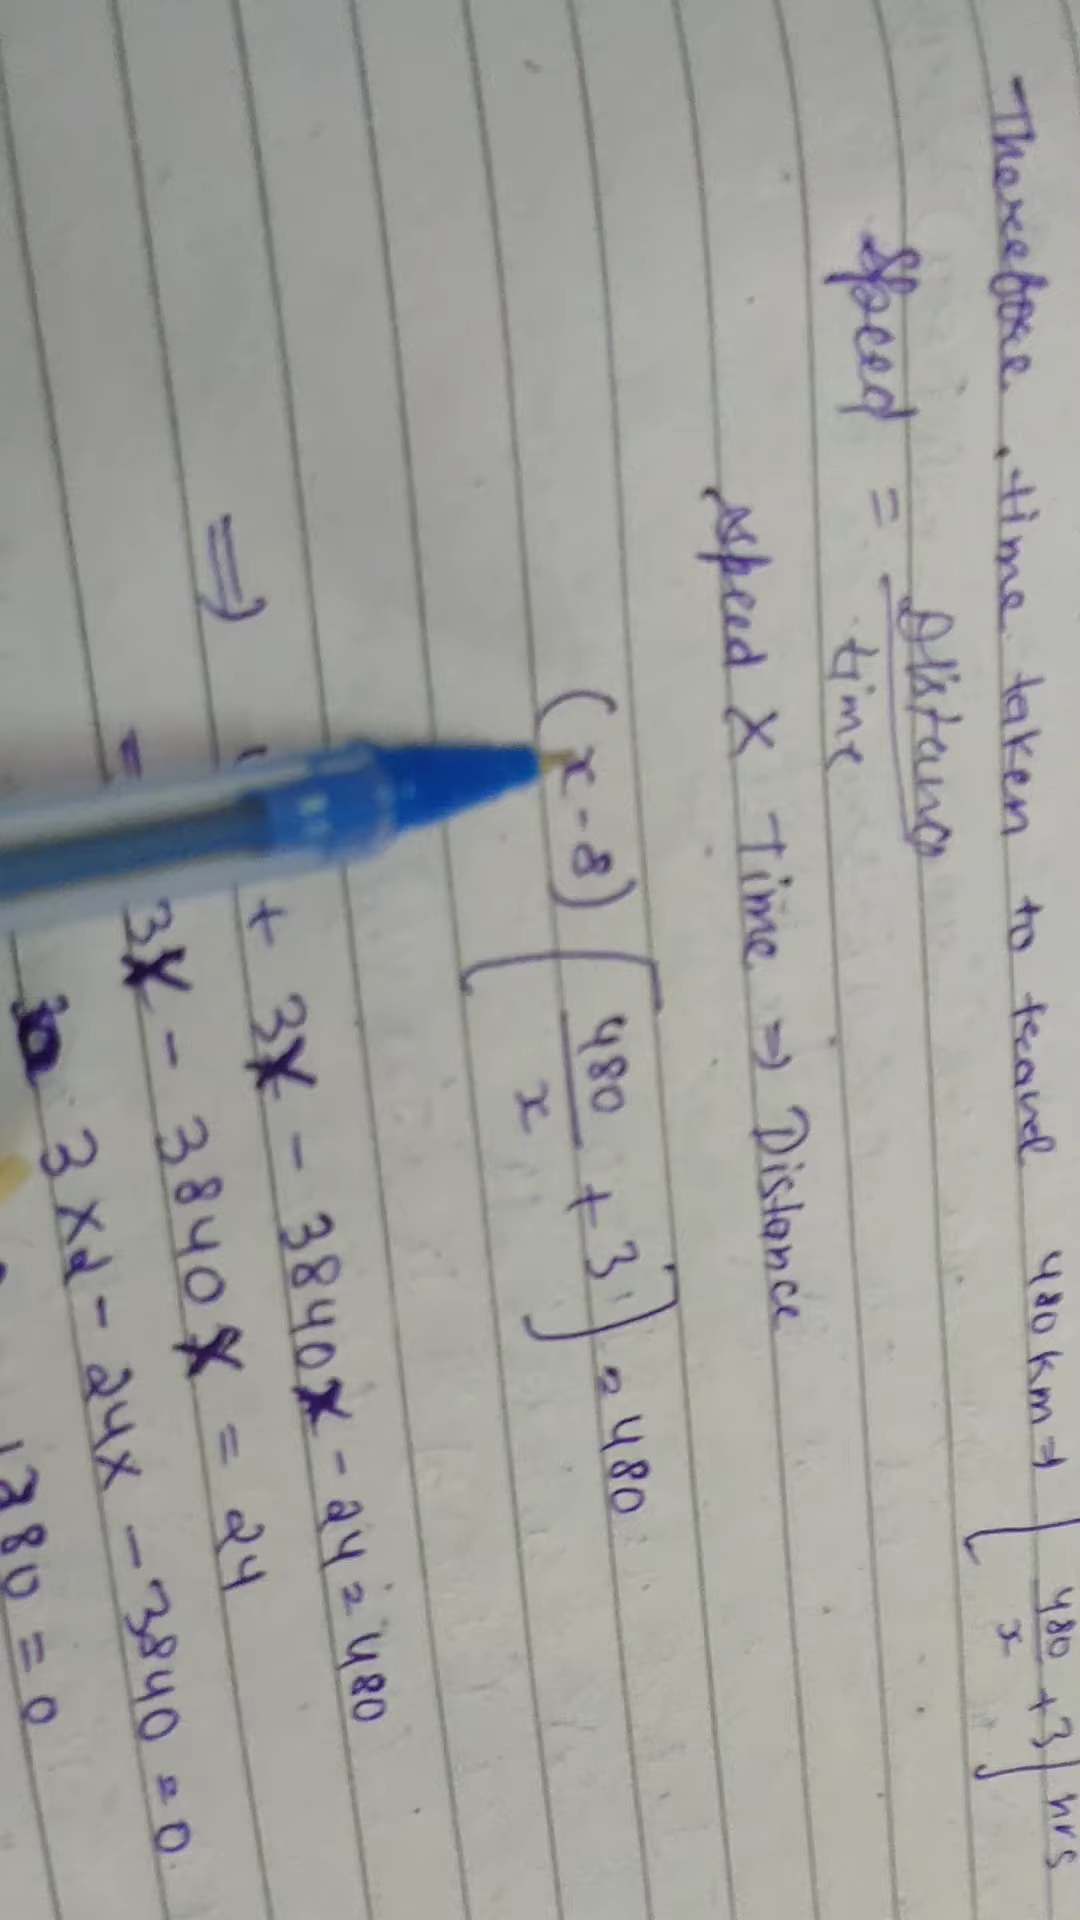 Therefore, time taken to travel 480 km ⇒ [480/x + 3] hrs
Speed = Distance/time
speed X Time ⇒ Distance
(x - 8) [480/x + 3] = 480
⇒ + 3x - 3840x - 24 = 480
= 3x - 3840x = 24
3x2 - 24x - 3840 = 0
1280 = 0